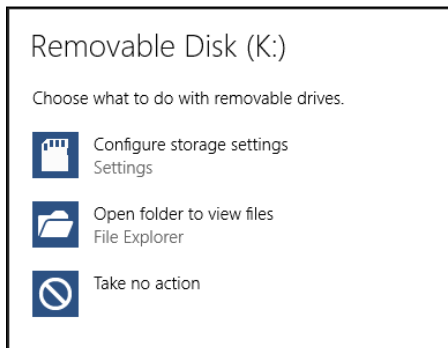 Removable Disk (K:)
Choose what to do with removable drives.
Configure storage settings
Settings
Open folder to view files
File Explorer
Take no action